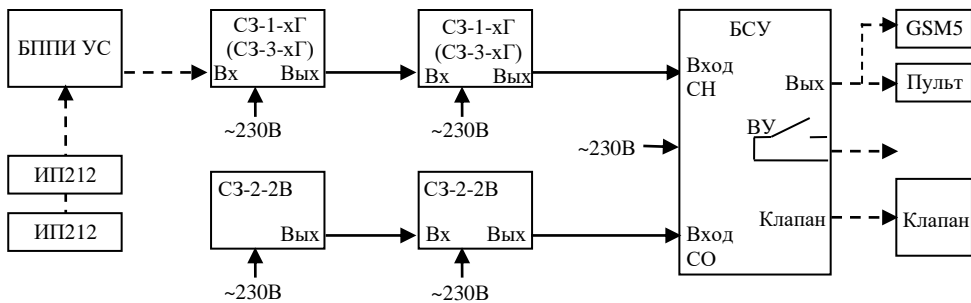 БППИ УС
СЗ-1-хГ
(СЗ-3-хГ)
Вх Вых
~230В
СЗ-1-хГ
(СЗ-3-хГ)
Вх Вых
~230В
БСУ
Вход
СН
Вых
ВУ
~230В
Клапан
Вход
СО
GSM5
Пульт
Клапан
ИП212
ИП212
СЗ-2-2В
Вых
~230В
СЗ-2-2В
Вх Вых
~230В